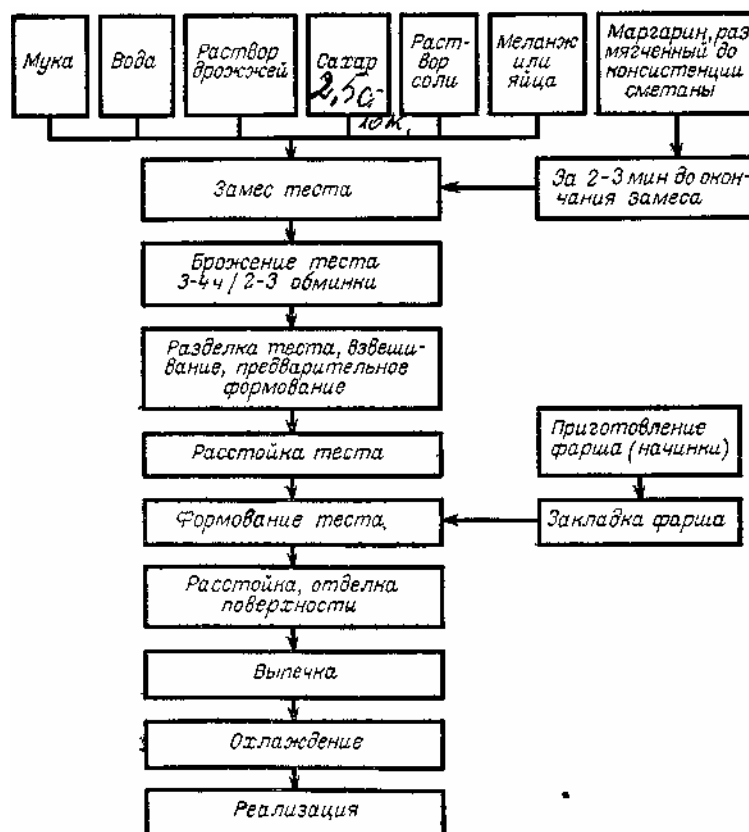 Мука
Вода
Раствор
дрожжей
Сахар
2,5
Раст-
вор
соли
Меланж
или
яйца
Маргарин, раз
мягченный до
консистенции
сметаны
Замес теста
За 2-3 мин до окон-
чания замеса
Брожение теста
3-4ч / 2-3 обминки
Разделка теста, взвеши-
вание, предварительное
формование
Расстойка теста
Приготовление
фарша (начинки)
Формование теста,
Закладка фарша
Расстойка, отделка
поверхности
Выпечка
Охлаждение
Реализация